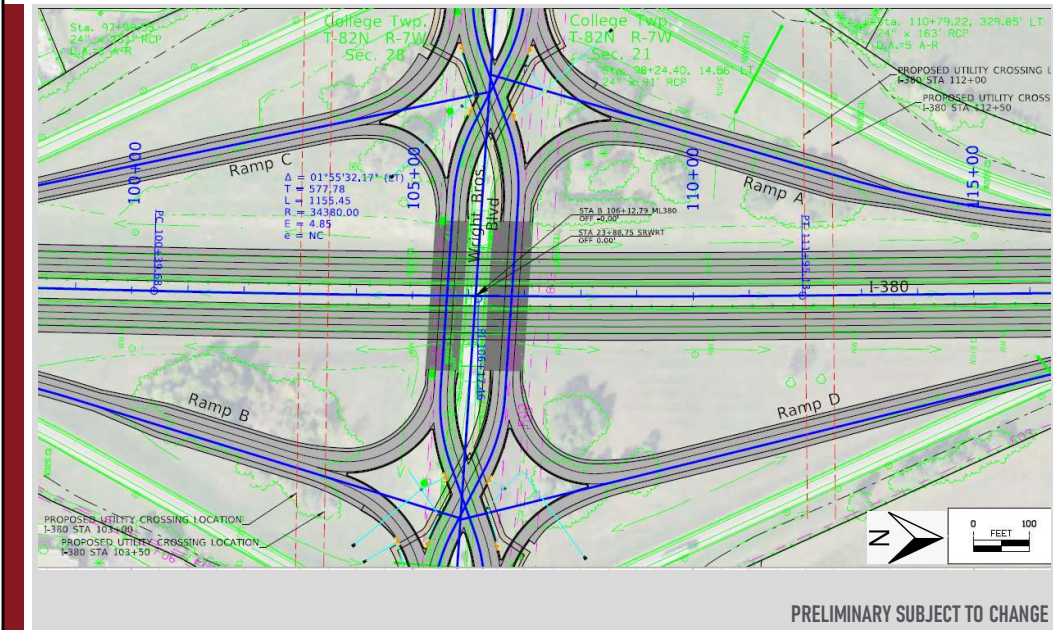 College Twp.
T-82N R-7W
Sec. 28
College Twp.
T-82N R-7W
Sec. 21
Sta. 98+24.40, 14.56' LT
24" x 91' RCP
Sta. 110+79.22, 329.85' LT
24" x 163' RCP
D.A.=5 A-R
PROPOSED UTILITY CROSSING L
I-380 STA 112+00
PROPOSED UTILITY CROSS
I-380 STA 112+50
24"
RCP
D.A.=5 A-R
Ramp C
100+00
105+00
110+00
115+00
Ramp A
Δ = 01°55'32.17" (LT)
T = 577.78
L = 1155.45
R = 34380.00
E = 4.85
e = NC
Wright Bros
Blvd
STA B 106+12.79 ML380
OFF -0.00'
STA 23+88.75 SRWRT
OFF 0.00'
I-380
Ramp B
Ramp D
PROPOSED UTILITY CROSSING LOCATION
I-380 STA 103+00
PROPOSED UTILITY CROSSING LOCATION
I-380 STA 103+50
N
0 100
FEET
PRELIMINARY SUBJECT TO CHANGE